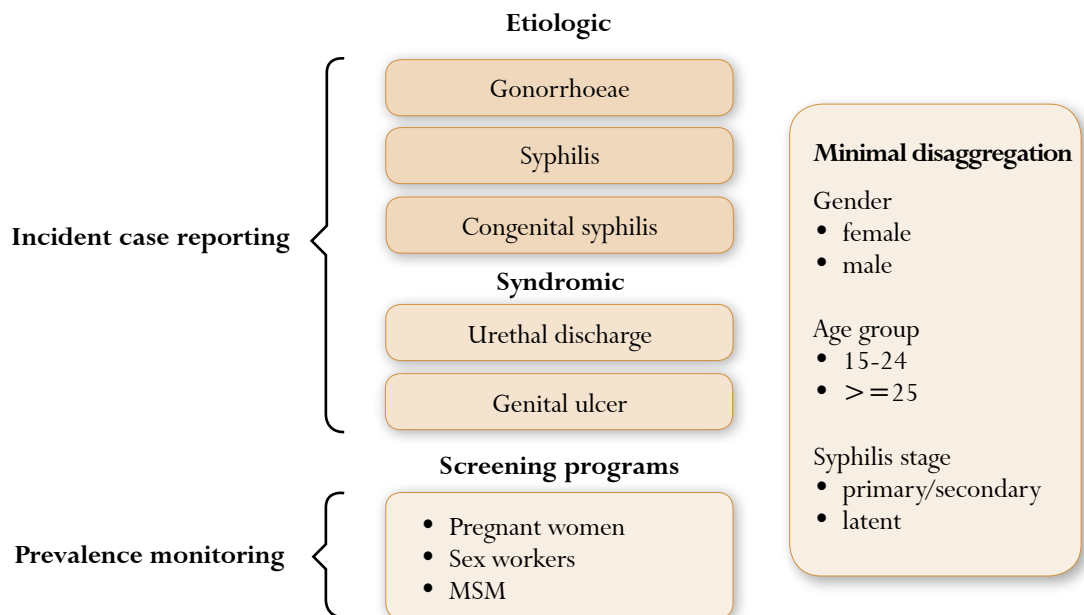 Etiologic
Gonorrhoeae
Syphilis
Congenital syphilis
Incident case reporting
Syndromic
Urethal discharge
Genital ulcer
Screening programs
Prevalence monitoring
• Pregnant women
• Sex workers
• MSM
Minimal disaggregation
Gender
• female
• male
Age group
• 15-24
• >=25
Syphilis stage
• primary/secondary
• latent